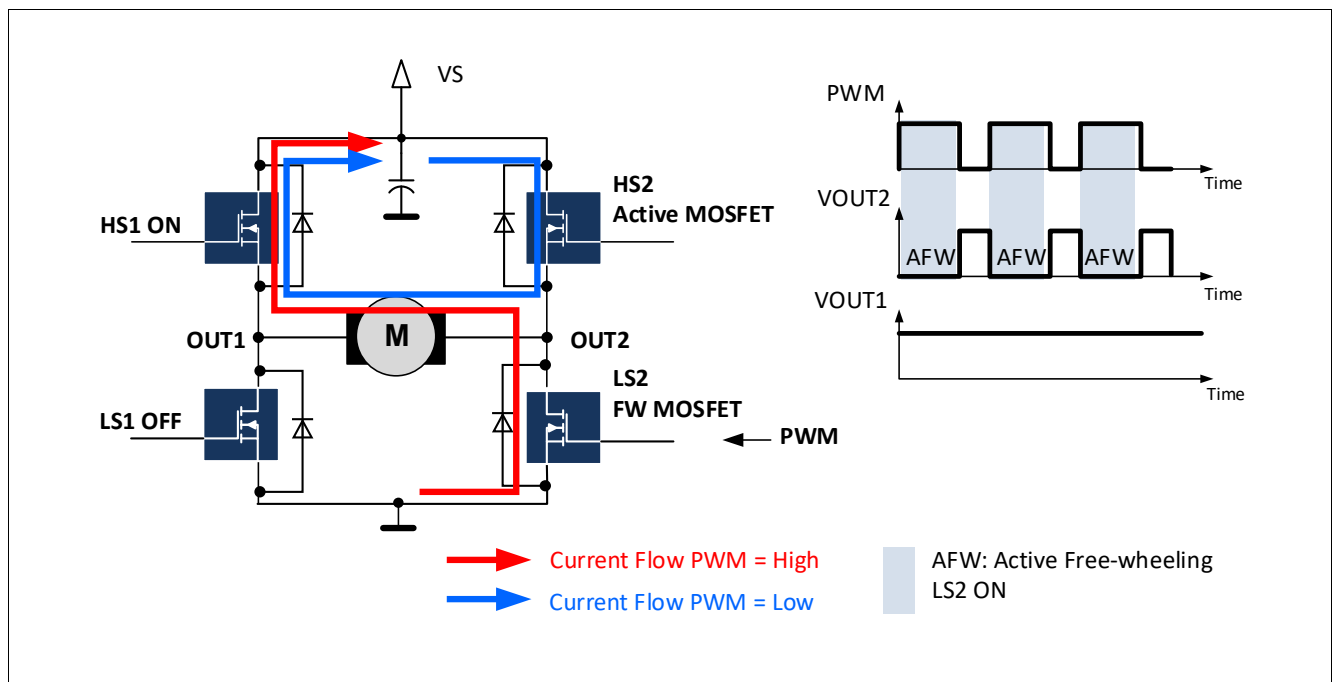 VS
HS1 ON
HS2
Active MOSFET
OUT1
M
OUT2
LS1 OFF
LS2
FW MOSFET
PWM
Current Flow PWM = High
Current Flow PWM = Low
PWM
Time
VOUT2
AFW AFW AFW
Time
VOUT1
Time
AFW: Active Free-wheeling
LS2 ON